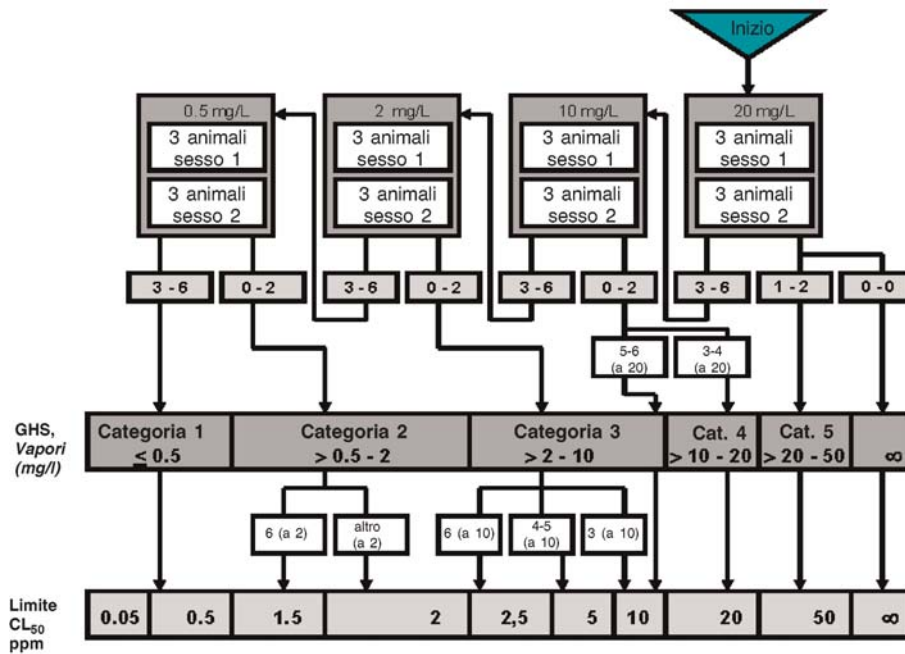 Inizio
0.5 mg/L
2 mg/L
10 mg/L
20 mg/L
3 animali
sesso 1
3 animali
sesso 1
3 animali
sesso 1
3 animali
sesso 1
3 animali
sesso 2
3 animali
sesso 2
3 animali
sesso 2
3 animali
sesso 2
3 - 6
0 - 2
3 - 6
0 - 2
3 - 6
0 - 2
3 - 6
1 - 2
0 - 0
5-6
(a 20)
3-4
(a 20)
GHS,
Vapori
(mg/l)
Categoria 1
≤ 0.5
Categoria 2
> 0.5 - 2
Categoria 3
> 2 - 10
Cat. 4
> 10 - 20
Cat. 5
> 20 - 50
∞
6 (a 2)
altro
(a 2)
6 (a 10)
4-5
(a 10)
3 (a 10)
Limite
CL50
ppm
0.05
0.5
1.5
2
2,5
5
10
20
50
∞